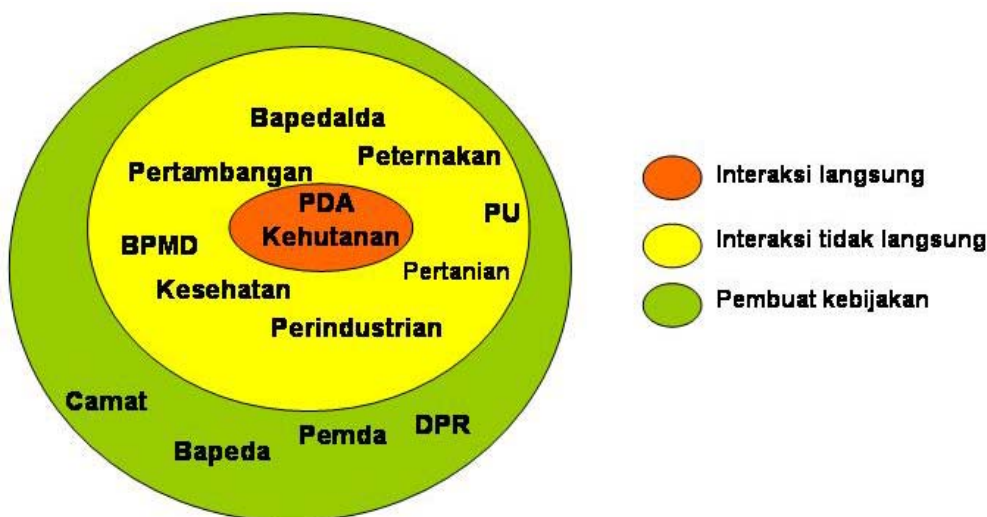 Bapedalda
Peternakan
Pertambangan
PDA
PU
Kehutanan
BPMD
Pertanian
Kesehatan
Perindustrian
Camat
DPR
Pemda
Bapeda
Interaksi langsung
Interaksi tidak langsung
Pembuat kebijakan